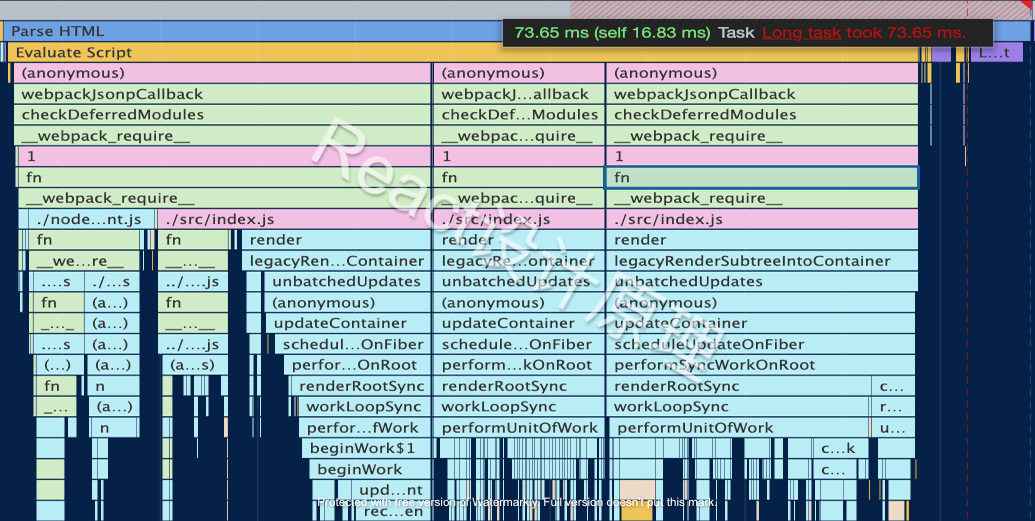 Parse HTML
73.65 ms (self 16.83 ms) Task Long task took 73.65 ms.
Evaluate Script L...t
(anonymous) (anonymous) (anonymous)
webpackJsonpCallback webpackJ...allback webpackJsonpCallback
checkDeferredModules checkDef...Modules checkDeferredModules
__webpack_require__ __webpac...quire__ __webpack_require__
1 1 1
fn fn fn
__webpack_require__ __webpac...quire__ __webpack_require__
./node...nt.js ./src/index.js ./src/index.js ./src/index.js
fn fn render render render
__we...re__ __...__ legacyRen...Container legacyRe...ontainer legacyRenderSubtreeIntoContainer
....s ./...s ../....js unbatchedUpdates unbatchedUpdates unbatchedUpdates
fn (a...) fn (anonymous) (anonymous) (anonymous)
_..._ (a...) __...__ updateContainer updateContainer updateContainer
....s (a...) ../....js schedul...OnFiber schedule...OnFiber scheduleUpdateOnFiber
(...) (a...) (a...s) perfor...OnRoot perform...kOnRoot performSyncWorkOnRoot
fn n renderRootSync renderRootSync renderRootSync c...
_... (a...) workLoopSync workLoopSync workLoopSync r...
n perfor...fWork performUnitOfWork performUnitOfWork u...
beginWork$1 c...k
beginWork c...
upd...nt
rec...en
React设计原理
Protected with free version of Watermarkly. Full version doesn't put this mark.